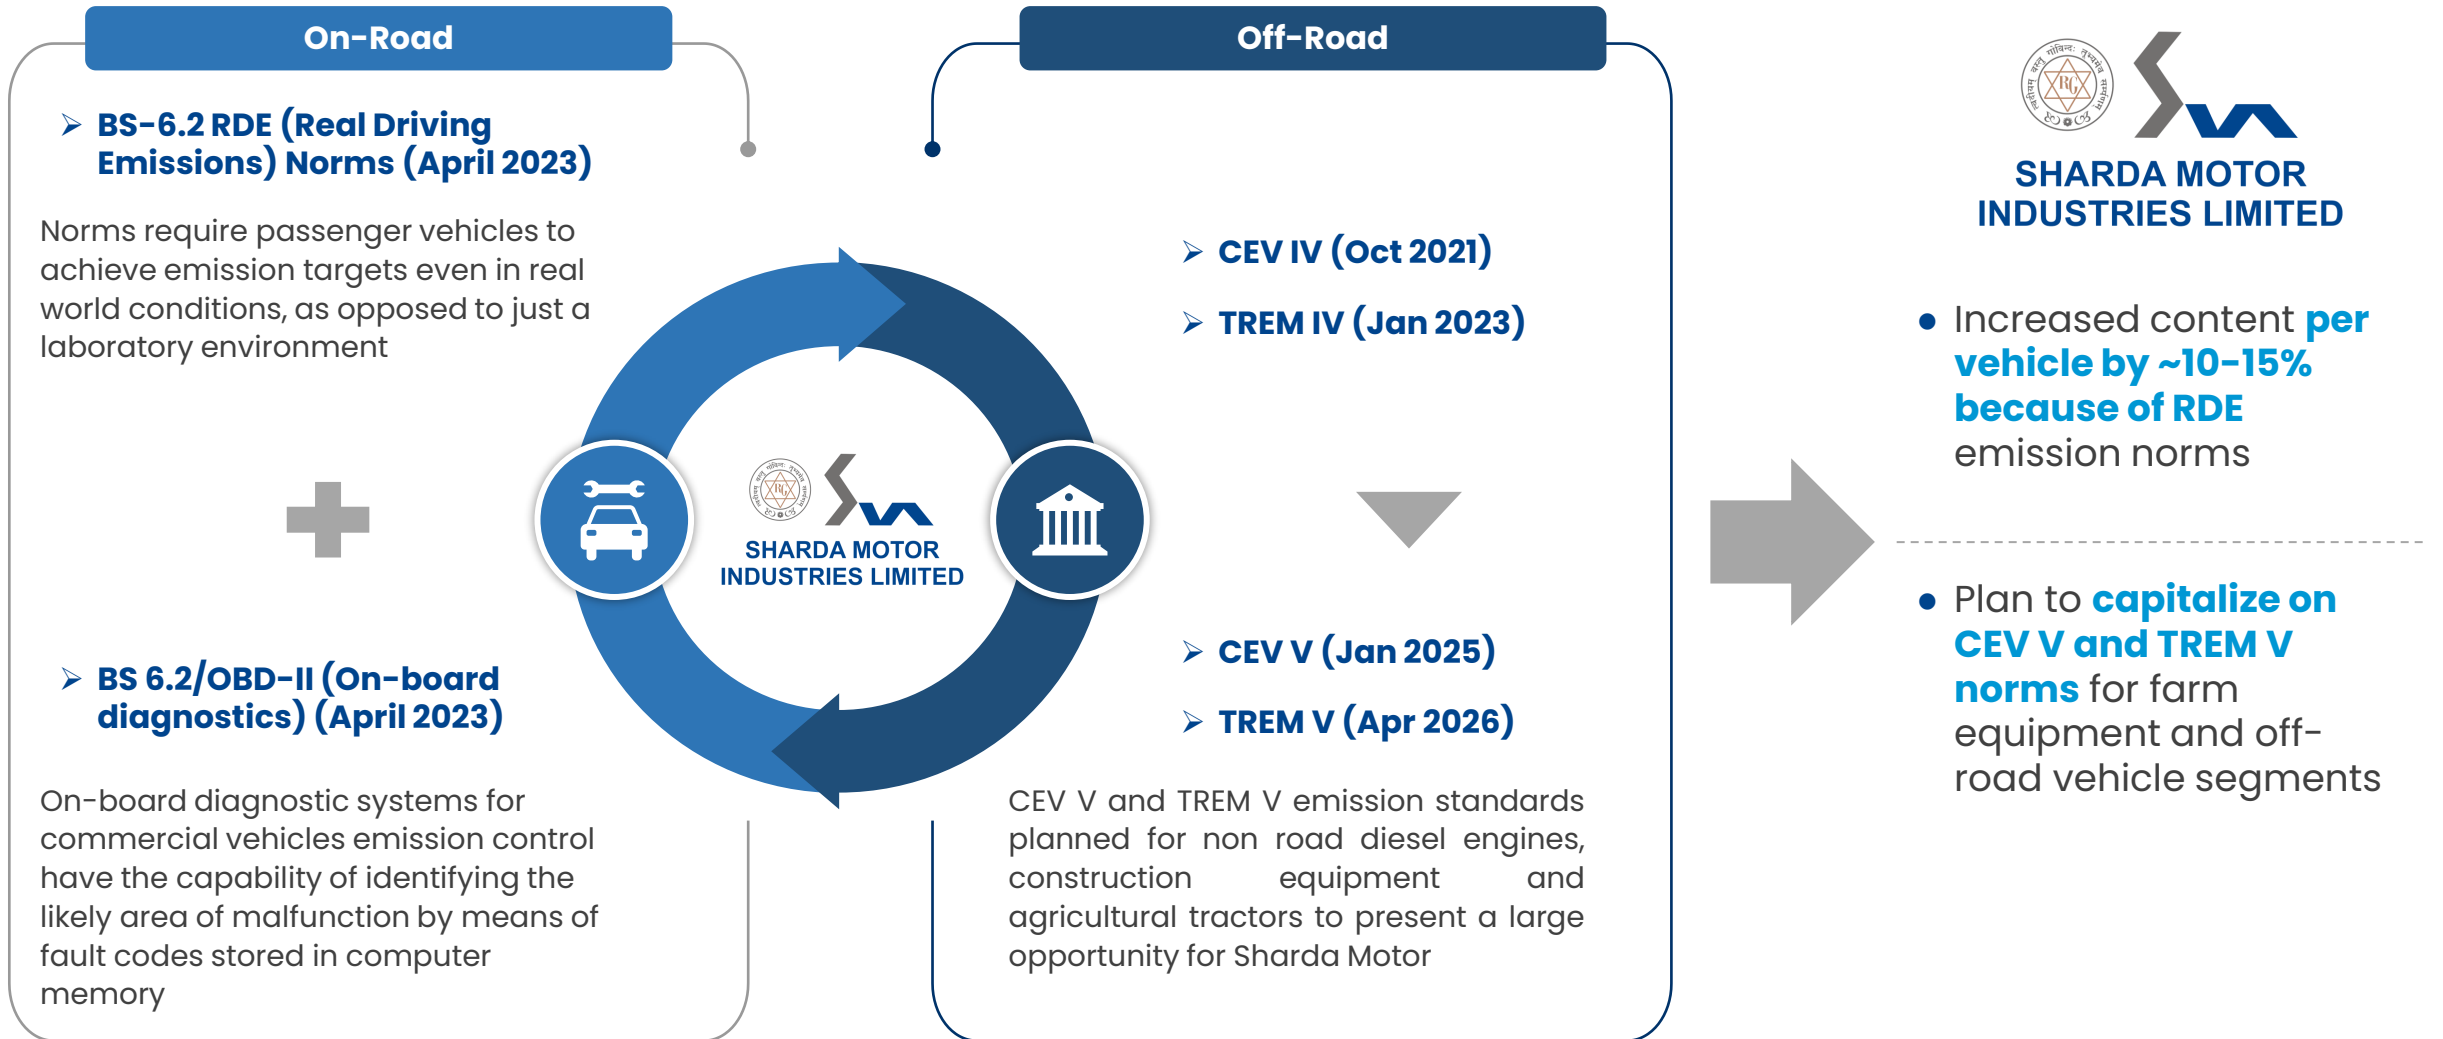 On-Road
➢ BS-6.2 RDE (Real Driving
Emissions) Norms (April 2023)
Norms require passenger vehicles to
achieve emission targets even in real
world conditions, as opposed to just a
laboratory environment
➢ BS 6.2/OBD-II (On-board
diagnostics) (April 2023)
On-board diagnostic systems for
commercial vehicles emission control
have the capability of identifying the
likely area of malfunction by means of
fault codes stored in computer
memory
SHARDA MOTOR
INDUSTRIES LIMITED
Off-Road
➢ CEV IV (Oct 2021)
➢ TREM IV (Jan 2023)
➢ CEV V (Jan 2025)
➢ TREM V (Apr 2026)
CEV V and TREM V emission standards
planned for non road diesel engines,
construction equipment and
agricultural tractors to present a large
opportunity for Sharda Motor
SHARDA MOTOR
INDUSTRIES LIMITED
● Increased content per
vehicle by ~10-15%
because of RDE
emission norms
● Plan to capitalize on
CEV V and TREM V
norms for farm
equipment and off-
road vehicle segments